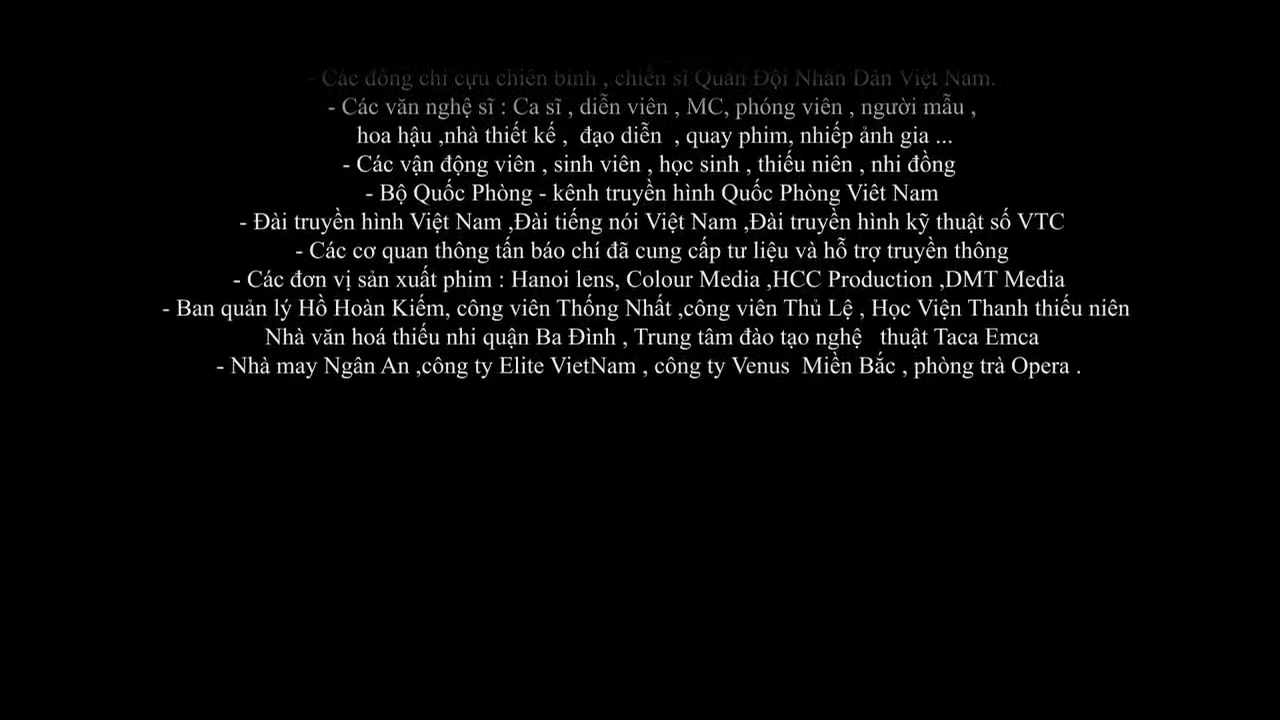 - Các đồng chí cựu chiến binh , chiến sĩ Quân Đội Nhân Dân Việt Nam.
- Các văn nghệ sĩ : Ca sĩ , diễn viên , MC, phóng viên , người mẫu ,
hoa hậu ,nhà thiết kế , đạo diễn , quay phim, nhiếp ảnh gia ...
- Các vận động viên , sinh viên , học sinh , thiếu niên , nhi đồng
- Bộ Quốc Phòng - kênh truyền hình Quốc Phòng Viêt Nam
- Đài truyền hình Việt Nam ,Đài tiếng nói Việt Nam ,Đài truyền hình kỹ thuật số VTC
- Các cơ quan thông tấn báo chí đã cung cấp tư liệu và hỗ trợ truyền thông
- Các đơn vị sản xuất phim : Hanoi lens, Colour Media ,HCC Production ,DMT Media
- Ban quản lý Hồ Hoàn Kiếm, công viên Thống Nhất ,công viên Thủ Lệ , Học Viện Thanh thiếu niên
Nhà văn hoá thiếu nhi quận Ba Đình , Trung tâm đào tạo nghệ thuật Taca Emca
- Nhà may Ngân An ,công ty Elite VietNam , công ty Venus Miền Bắc , phòng trà Opera .